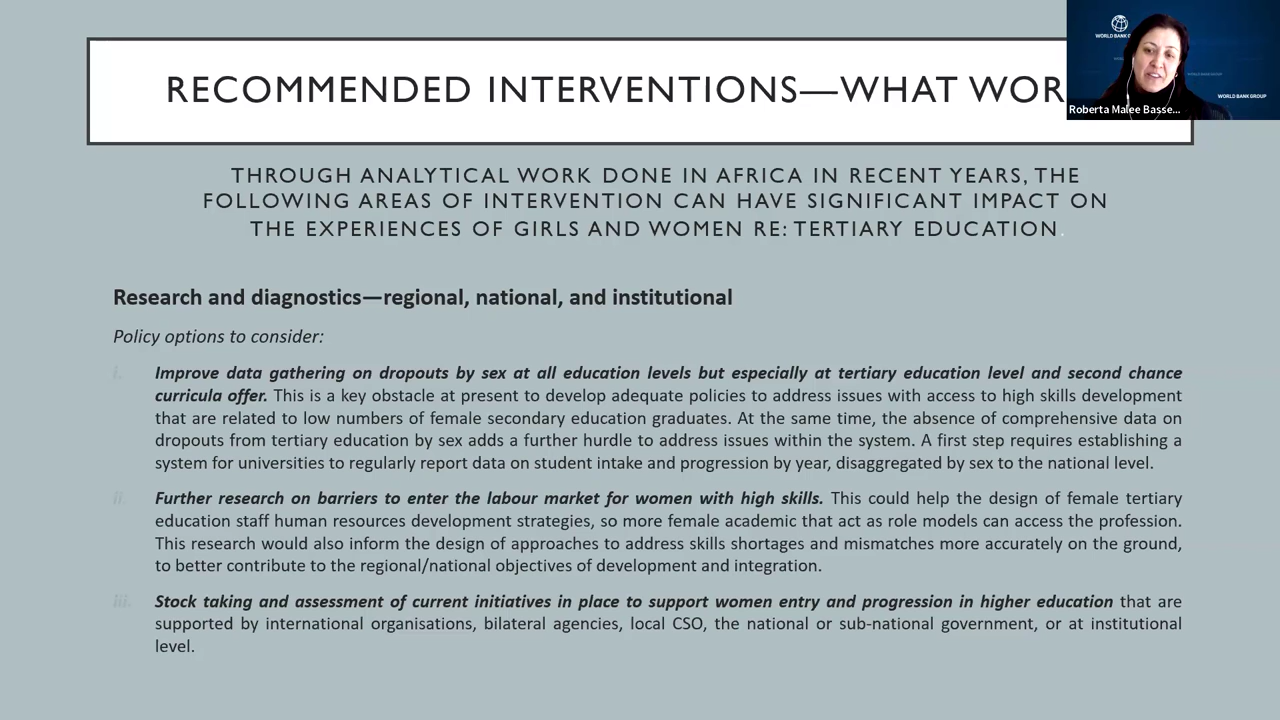 RECOMMENDED INTERVENTIONS—WHAT WOR
WORLD BANK G
WORLD BANK GROUP
Roberta Malee Basse...
THROUGH ANALYTICAL WORK DONE IN AFRICA IN RECENT YEARS, THE
FOLLOWING AREAS OF INTERVENTION CAN HAVE SIGNIFICANT IMPACT ON
THE EXPERIENCES OF GIRLS AND WOMEN RE: TERTIARY EDUCATION.
Research and diagnostics—regional, national, and institutional
Policy options to consider:
i. Improve data gathering on dropouts by sex at all education levels but especially at tertiary education level and second chance
curricula offer. This is a key obstacle at present to develop adequate policies to address issues with access to high skills development
that are related to low numbers of female secondary education graduates. At the same time, the absence of comprehensive data on
dropouts from tertiary education by sex adds a further hurdle to address issues within the system. A first step requires establishing a
system for universities to regularly report data on student intake and progression by year, disaggregated by sex to the national level.
ii. Further research on barriers to enter the labour market for women with high skills. This could help the design of female tertiary
education staff human resources development strategies, so more female academic that act as role models can access the profession.
This research would also inform the design of approaches to address skills shortages and mismatches more accurately on the ground,
to better contribute to the regional/national objectives of development and integration.
iii. Stock taking and assessment of current initiatives in place to support women entry and progression in higher education that are
supported by international organisations, bilateral agencies, local CSO, the national or sub-national government, or at institutional
level.